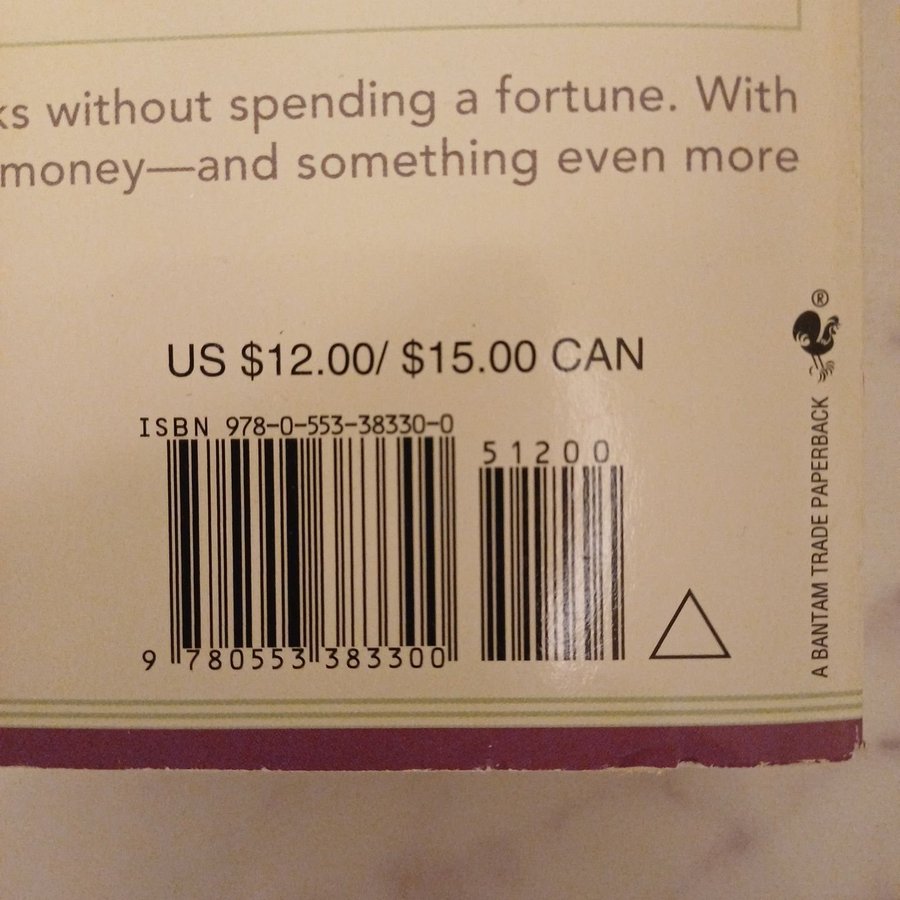 ks without spending a fortune. With
money—and something even more
US $12.00/ $15.00 CAN
ISBN 978-0-553-38330-0
51200
9 780553 383300
A BANTAM TRADE PAPERBACK ®